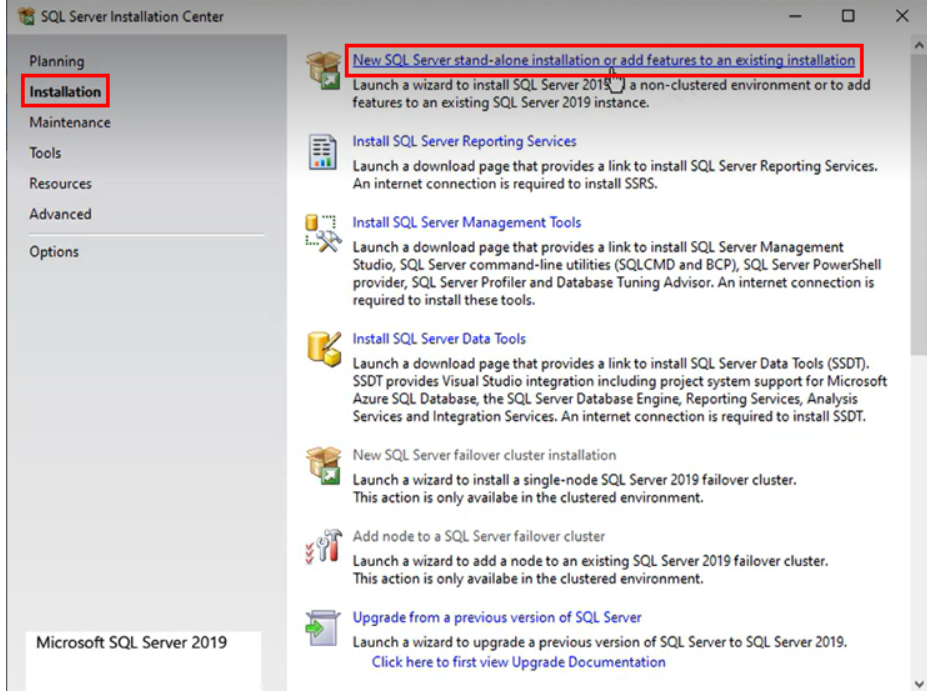 SQL Server Installation Center
Planning
Installation
Maintenance
Tools
Resources
Advanced
Options
Microsoft SQL Server 2019
New SQL Server stand-alone installation or add features to an existing installation
Launch a wizard to install SQL Server 2019 a non-clustered environment or to add
features to an existing SQL Server 2019 instance.
Install SQL Server Reporting Services
Launch a download page that provides a link to install SQL Server Reporting Services.
An internet connection is required to install SSRS.
Install SQL Server Management Tools
Launch a download page that provides a link to install SQL Server Management
Studio, SQL Server command-line utilities (SQLCMD and BCP), SQL Server PowerShell
provider, SQL Server Profiler and Database Tuning Advisor. An internet connection is
required to install these tools.
Install SQL Server Data Tools
Launch a download page that provides a link to install SQL Server Data Tools (SSDT).
SSDT provides Visual Studio integration including project system support for Microsoft
Azure SQL Database, the SQL Server Database Engine, Reporting Services, Analysis
Services and Integration Services. An internet connection is required to install SSDT.
New SQL Server failover cluster installation
Launch a wizard to install a single-node SQL Server 2019 failover cluster.
This action is only availabe in the clustered environment.
Add node to a SQL Server failover cluster
Launch a wizard to add a node to an existing SQL Server 2019 failover cluster.
This action is only availabe in the clustered environment.
Upgrade from a previous version of SQL Server
Launch a wizard to upgrade a previous version of SQL Server to SQL Server 2019.
Click here to first view Upgrade Documentation